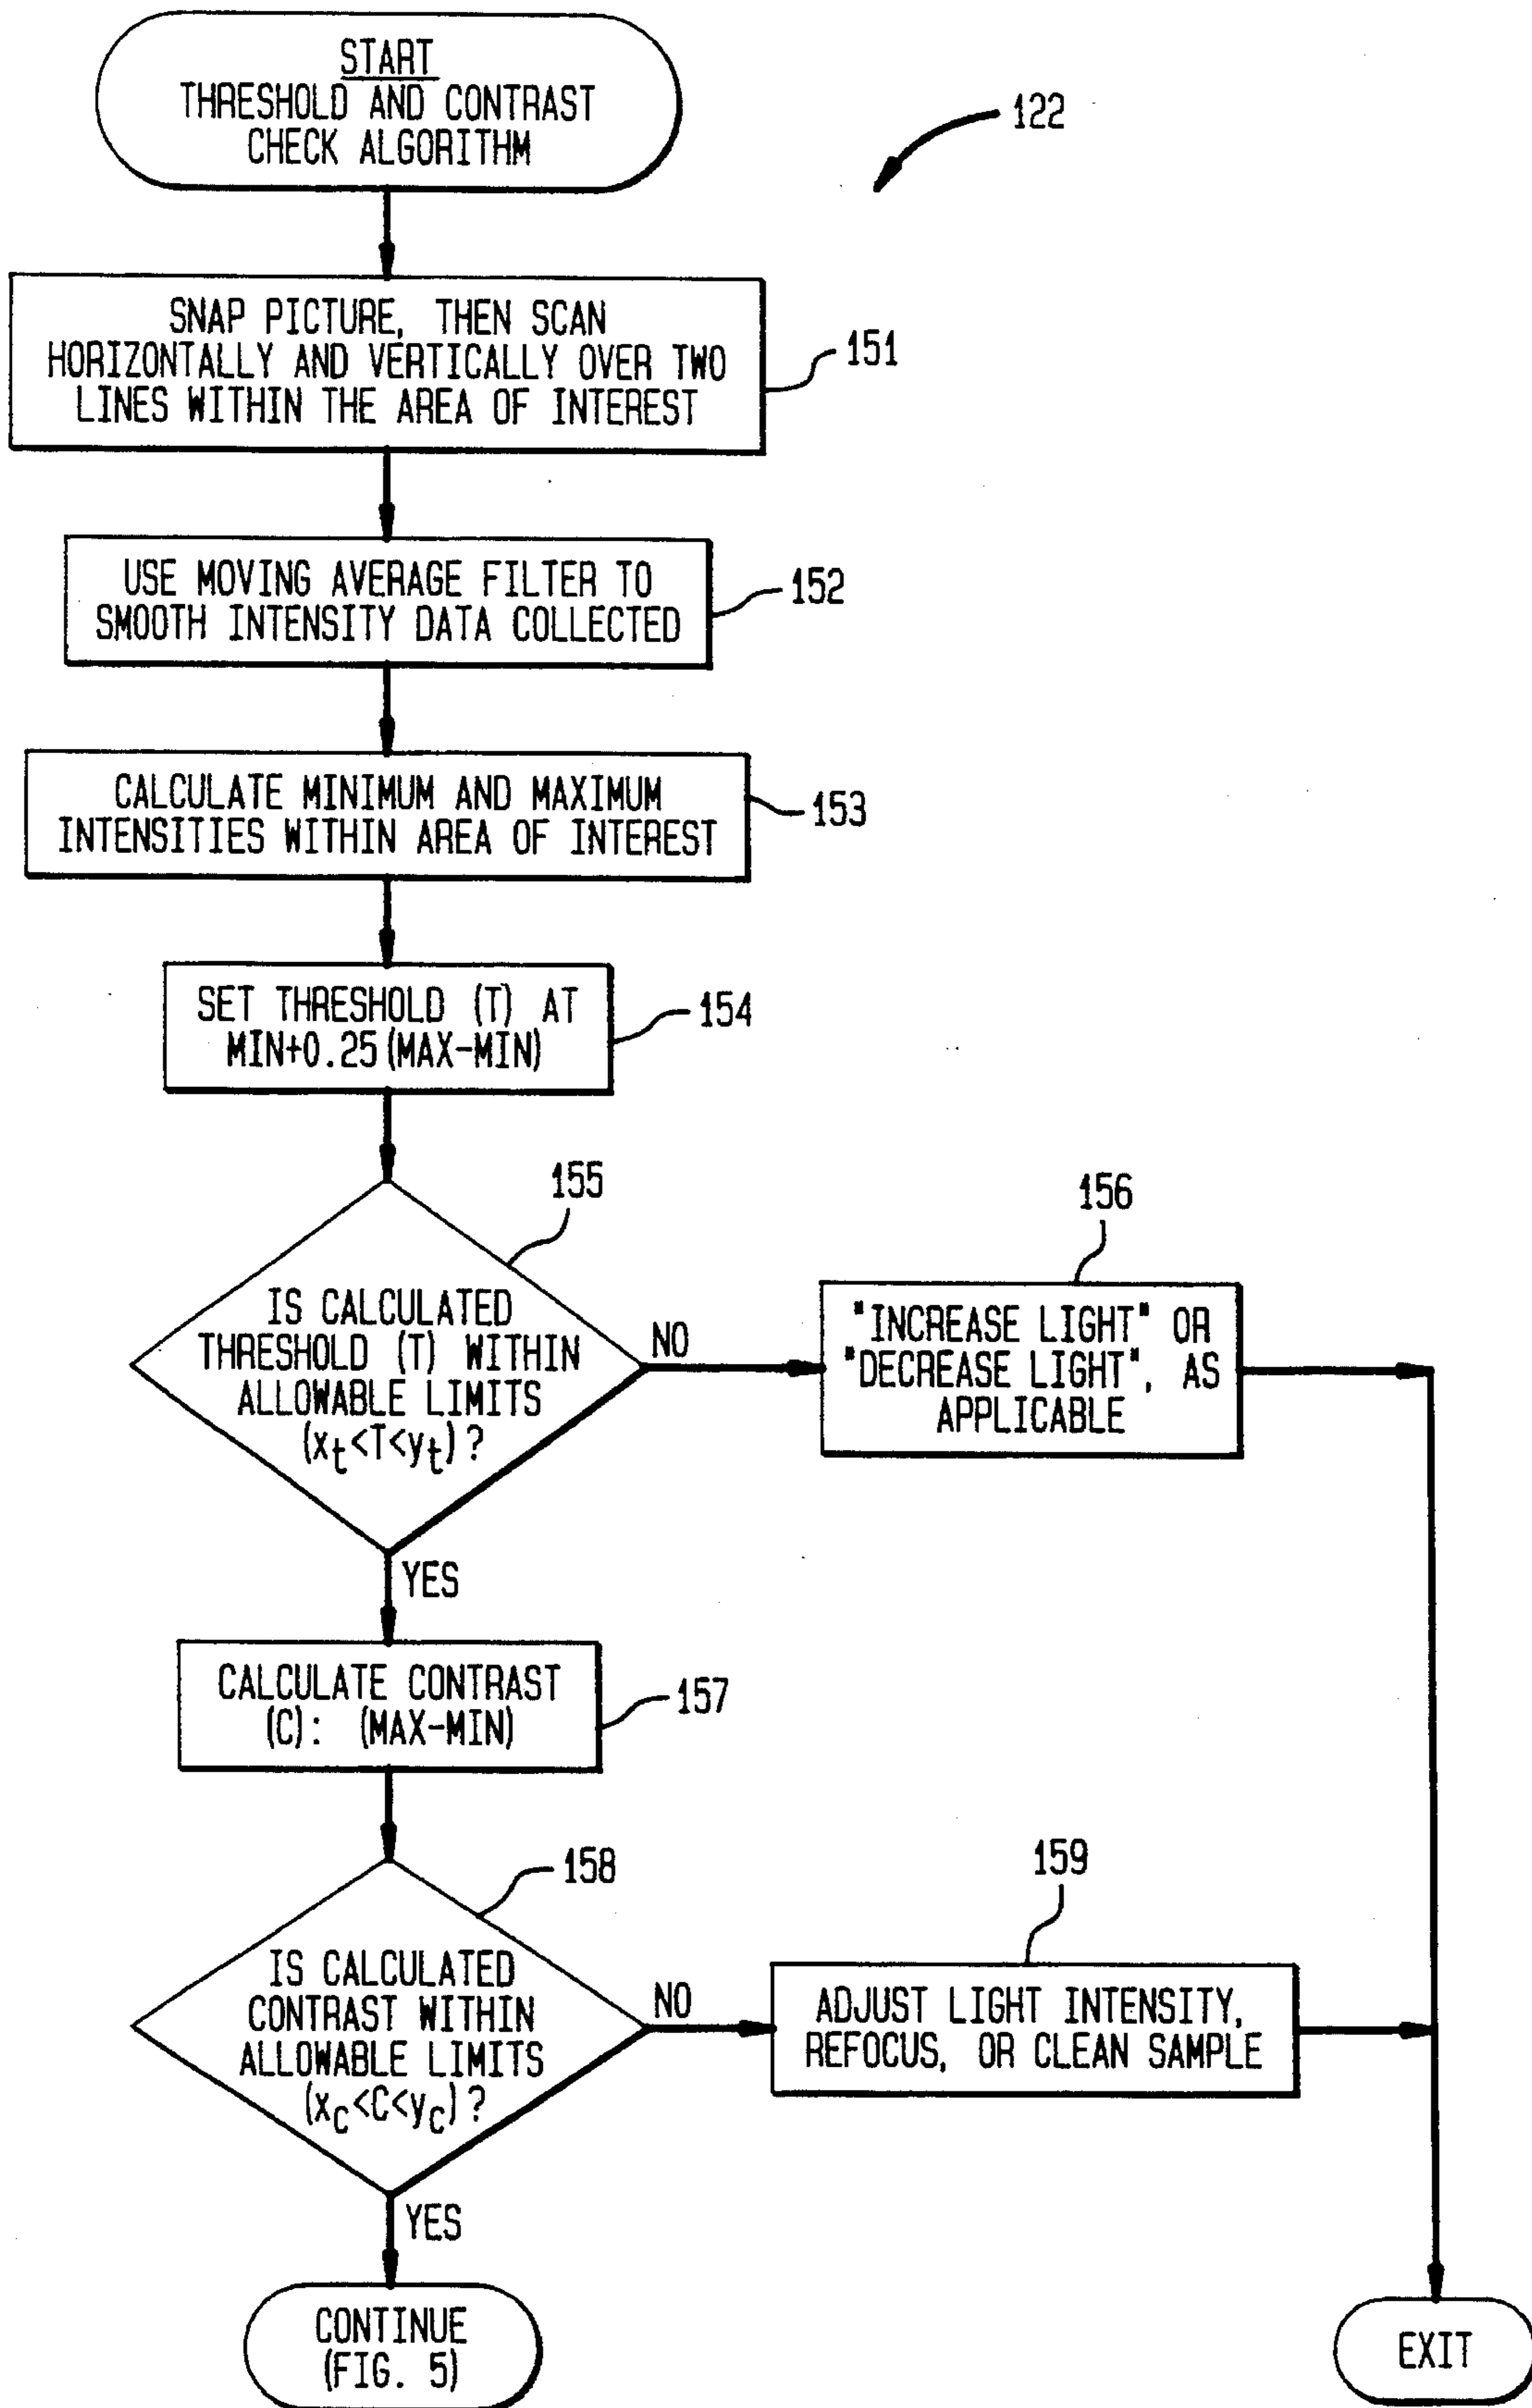 START
THRESHOLD AND CONTRAST
CHECK ALGORITHM
122
SNAP PICTURE, THEN SCAN
HORIZONTALLY AND VERTICALLY OVER TWO
LINES WITHIN THE AREA OF INTEREST
151
USE MOVING AVERAGE FILTER TO
SMOOTH INTENSITY DATA COLLECTED
152
CALCULATE MINIMUM AND MAXIMUM
INTENSITIES WITHIN AREA OF INTEREST
153
SET THRESHOLD (T) AT
MIN+0.25(MAX-MIN)
154
155
IS CALCULATED
THRESHOLD (T) WITHIN
ALLOWABLE LIMITS
(xt<T<yt)?
NO
156
"INCREASE LIGHT" OR
"DECREASE LIGHT", AS
APPLICABLE
YES
CALCULATE CONTRAST
(C): (MAX-MIN)
157
158
IS CALCULATED
CONTRAST WITHIN
ALLOWABLE LIMITS
(xc<C<yc)?
NO
159
ADJUST LIGHT INTENSITY,
REFOCUS, OR CLEAN SAMPLE
YES
CONTINUE
(FIG. 5)
EXIT